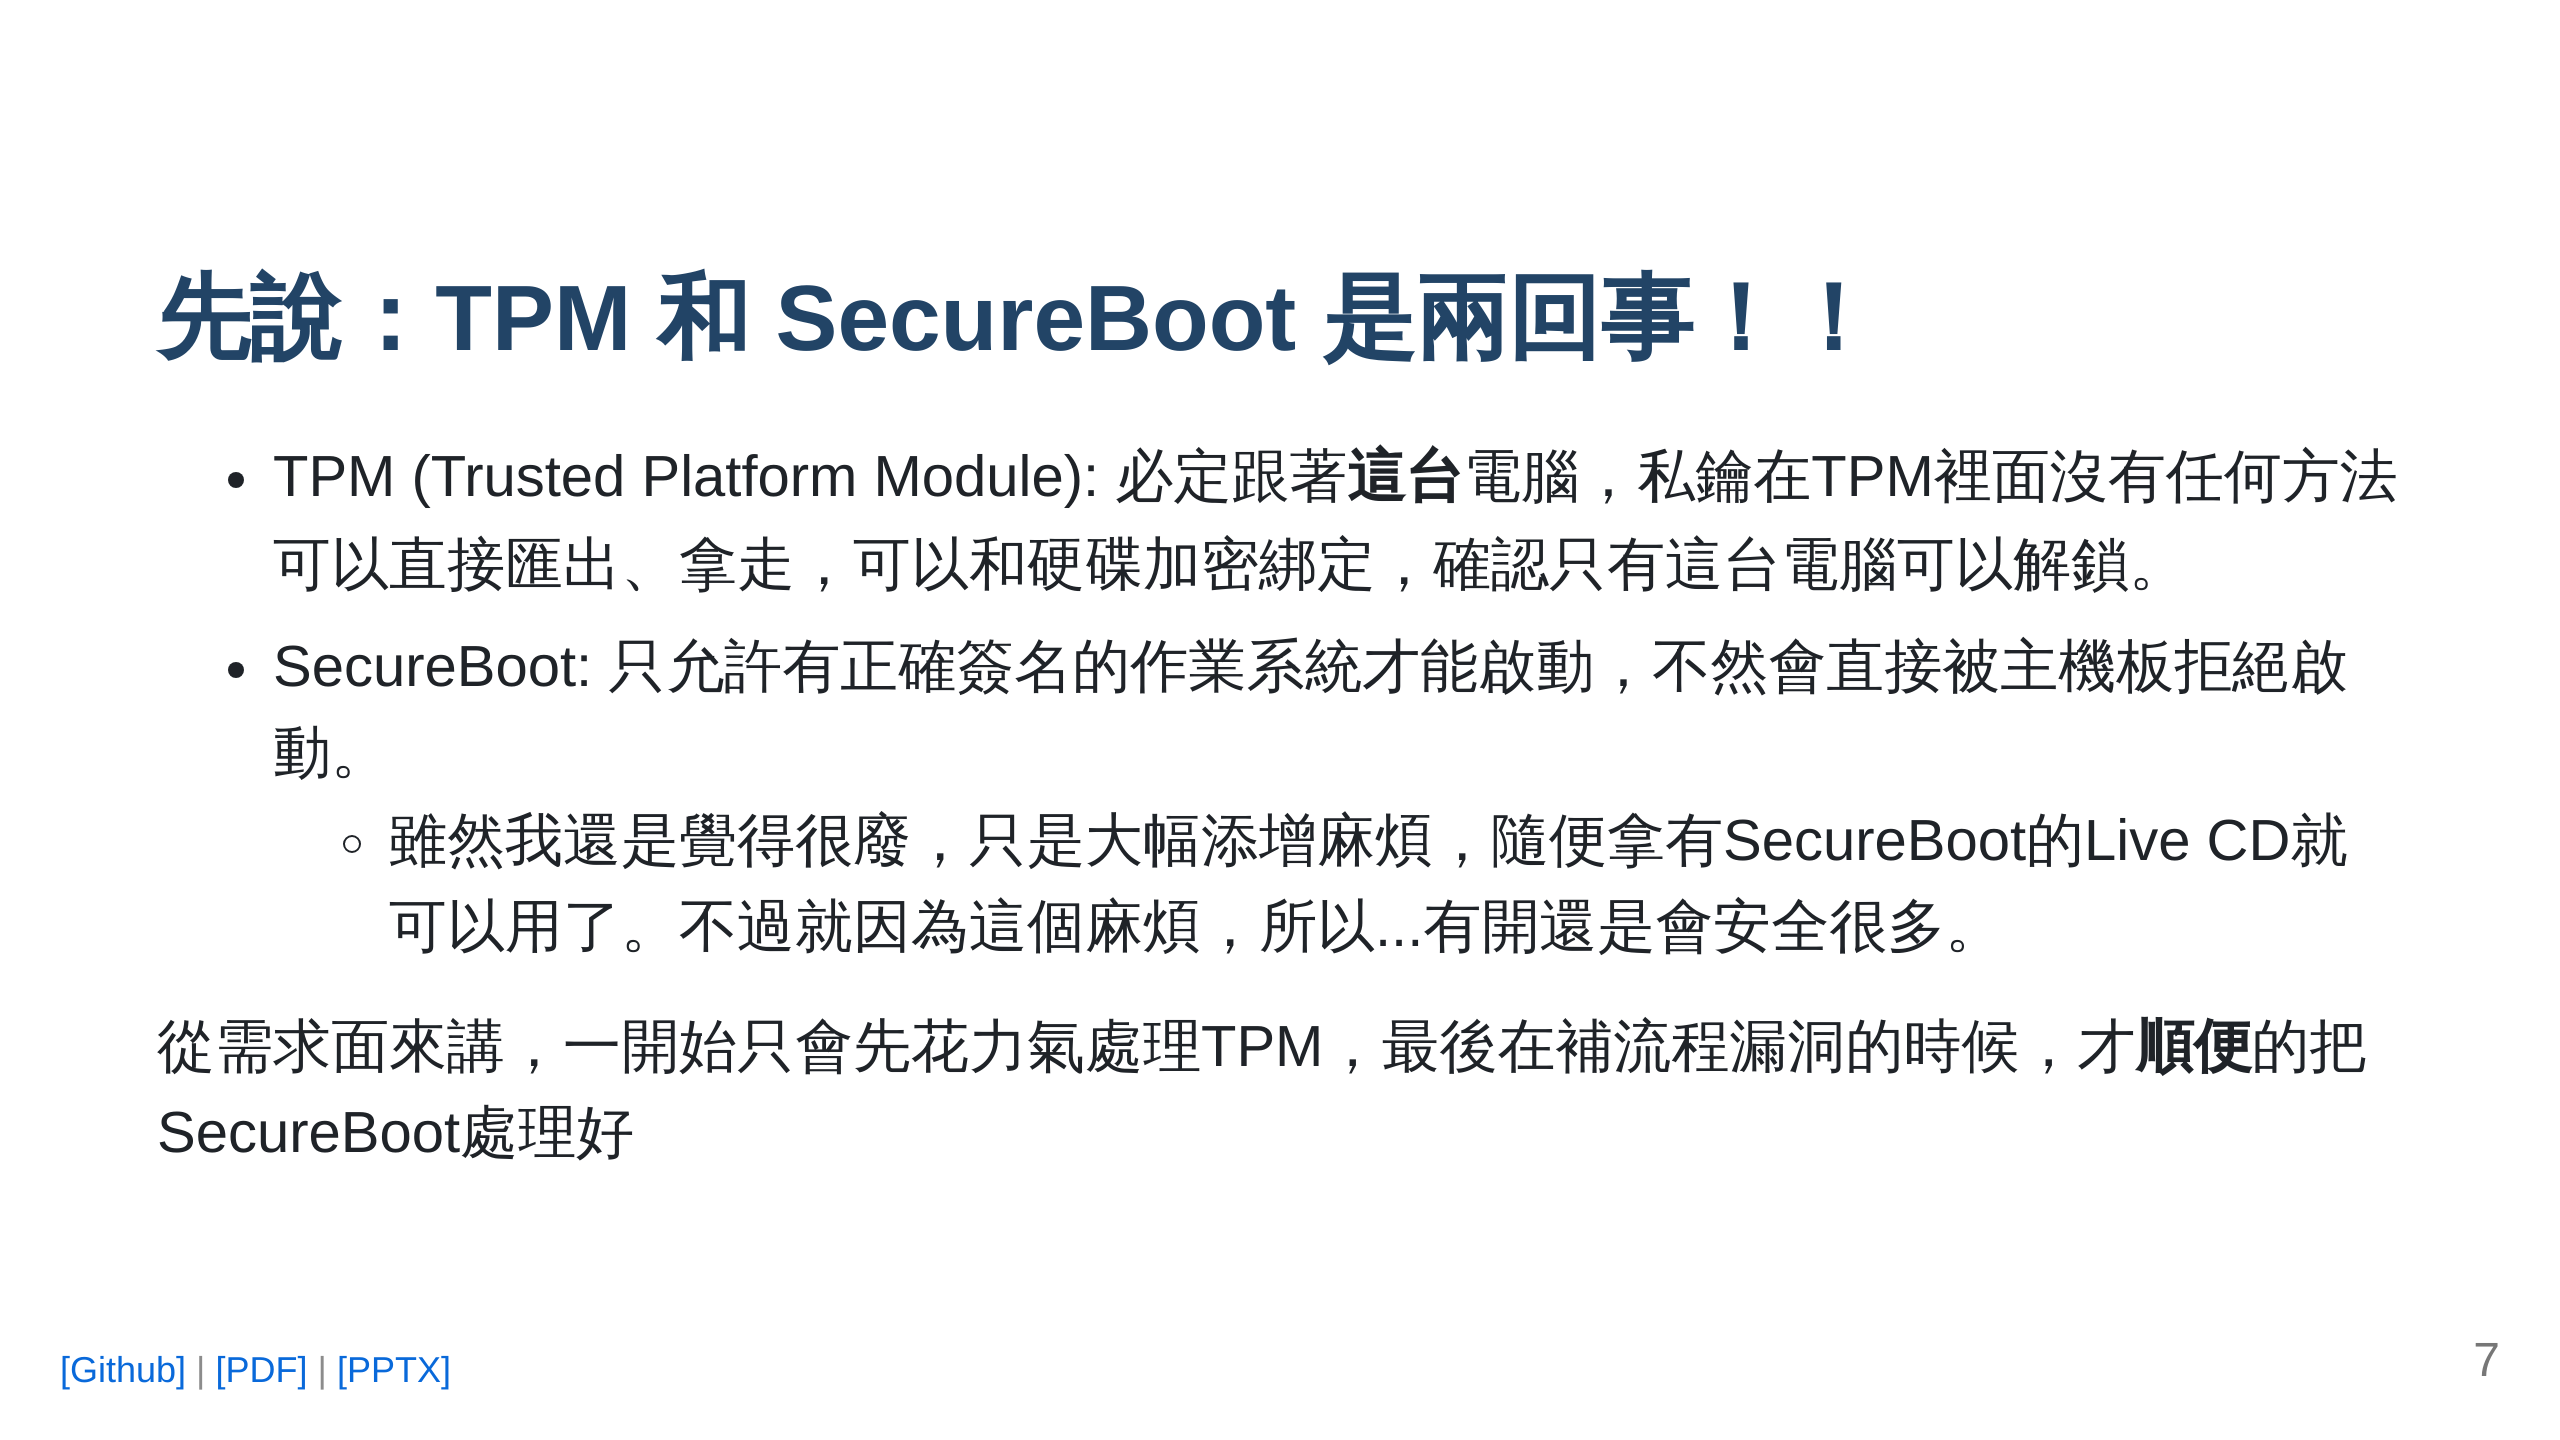 先說：TPM 和 SecureBoot 是兩回事！！
• TPM (Trusted Platform Module): 必定跟著這台電腦，私鑰在TPM裡面沒有任何方法
可以直接匯出、拿走，可以和硬碟加密綁定，確認只有這台電腦可以解鎖。
• SecureBoot: 只允許有正確簽名的作業系統才能啟動，不然會直接被主機板拒絕啟
動。
◦ 雖然我還是覺得很廢，只是大幅添增麻煩，隨便拿有SecureBoot的Live CD就
可以用了。不過就因為這個麻煩，所以...有開還是會安全很多。
從需求面來講，一開始只會先花力氣處理TPM，最後在補流程漏洞的時候，才順便的把
SecureBoot處理好
[Github] | [PDF] | [PPTX]
7